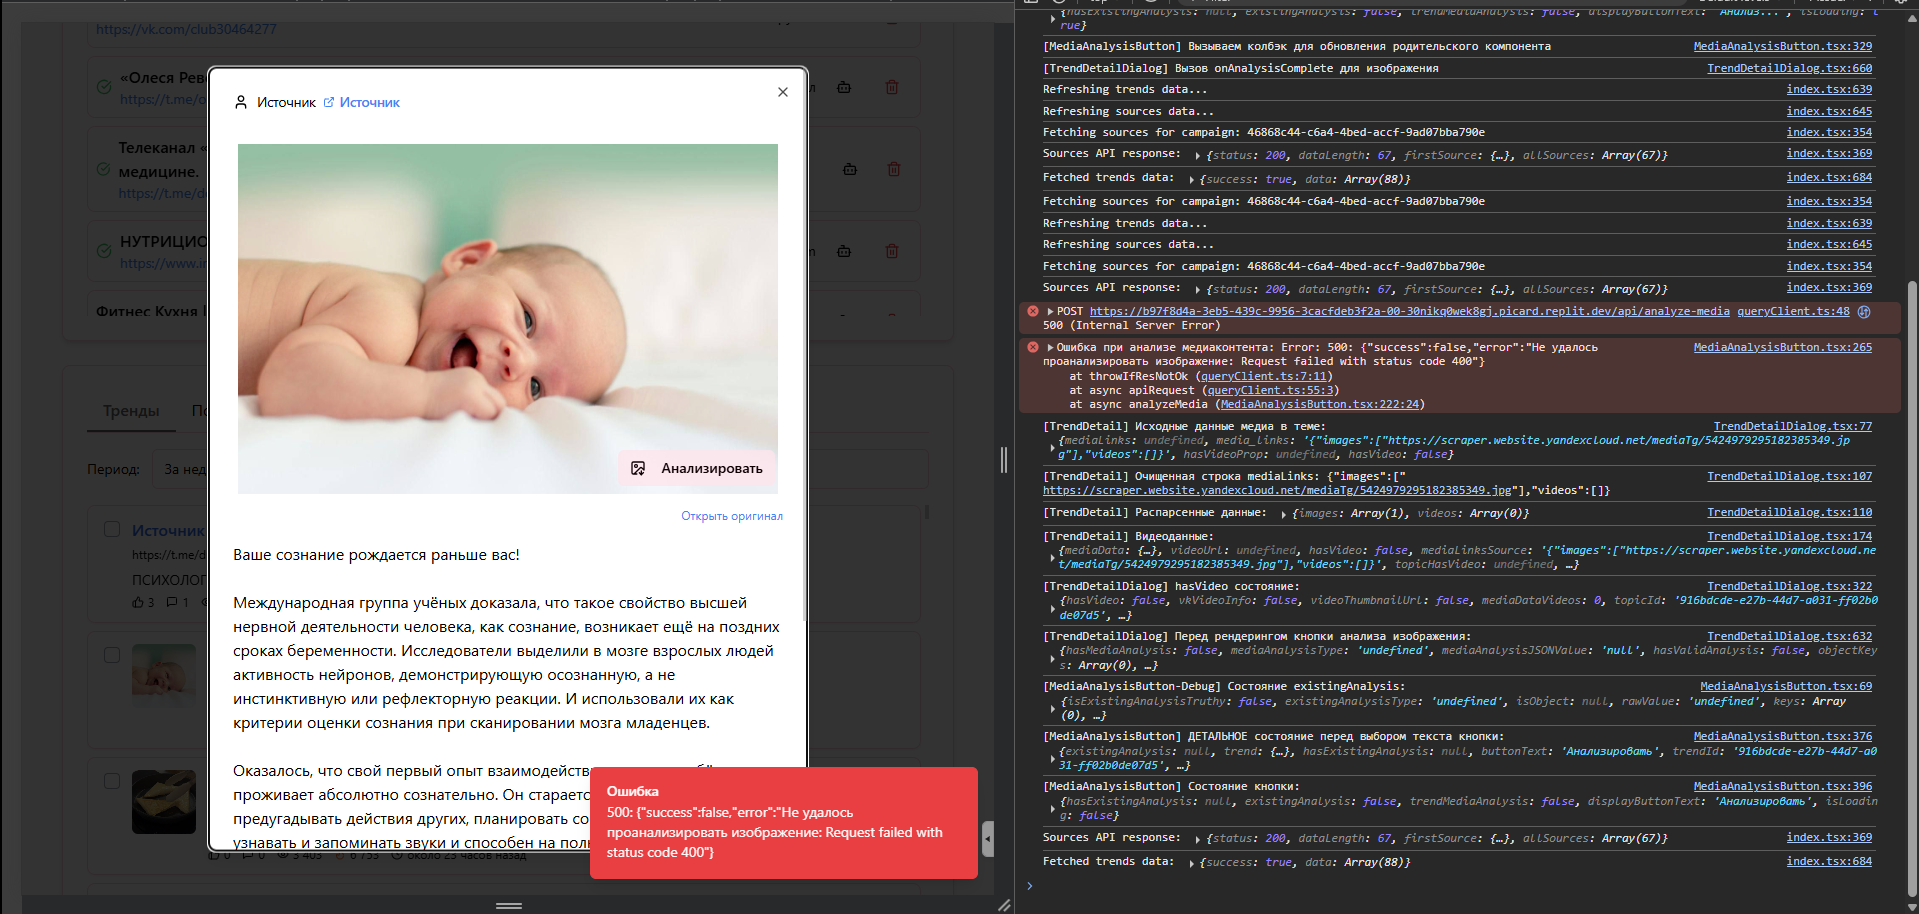 https://vk.com/club30464277
«Олеся Рев
https://t.me/o
Телеканал «
медицине.
https://t.me/d
НУТРИЦИО
https://www.in
Фитнес Кухня
Тренды
Период:
За нед
Источник
https://t.me/d
ПСИХОЛОГ
3
1
Источник
Источник
Анализировать
Открыть оригинал
Ваше сознание рождается раньше вас!
Международная группа учёных доказала, что такое свойство высшей
нервной деятельности человека, как сознание, возникает ещё на поздних
сроках беременности. Исследователи выделили в мозге взрослых людей
активность нейронов, демонстрирующую осознанную, а не
инстинктивную или рефлекторную реакции. И использовали их как
критерии оценки сознания при сканировании мозга младенцев.
Оказалось, что свой первый опыт взаимодейств
проживает абсолютно сознательно. Он стараетс
предугадывать действия других, планировать со
узнавать и запоминать звуки и способен на пол
около 23 часов назад
Ошибка
500: {"success":false,"error":"Не удалось
проанализировать изображение: Request failed with
status code 400"}
{hasExistingAnalysis: null, existingAnalysis: false, trendMediaAnalysis: false, displayButtonText: 'Анализ...', isLoading: t
rue}
[MediaAnalysisButton] Вызываем колбэк для обновления родительского компонента MediaAnalysisButton.tsx:329
[TrendDetailDialog] Вызов onAnalysisComplete для изображения TrendDetailDialog.tsx:660
Refreshing trends data... index.tsx:639
Refreshing sources data... index.tsx:645
Fetching sources for campaign: 46868c44-c6a4-4bed-accf-9ad07bba790e index.tsx:354
Sources API response: {status: 200, dataLength: 67, firstSource: {…}, allSources: Array(67)} index.tsx:369
Fetched trends data: {success: true, data: Array(88)} index.tsx:684
Fetching sources for campaign: 46868c44-c6a4-4bed-accf-9ad07bba790e index.tsx:354
Refreshing trends data... index.tsx:639
Refreshing sources data... index.tsx:645
Fetching sources for campaign: 46868c44-c6a4-4bed-accf-9ad07bba790e index.tsx:354
Sources API response: {status: 200, dataLength: 67, firstSource: {…}, allSources: Array(67)} index.tsx:369
POST https://b97f8d4a-3eb5-439c-9956-3cacfdeb3f2a-00-30nikq0wek8gj.picard.replit.dev/api/analyze-media queryClient.ts:48
500 (Internal Server Error)
Ошибка при анализе медиаконтента: Error: 500: {"success":false,"error":"Не удалось MediaAnalysisButton.tsx:265
проанализировать изображение: Request failed with status code 400"}
at throwIfResNotOk (queryClient.ts:7:11)
at async apiRequest (queryClient.ts:55:3)
at async analyzeMedia (MediaAnalysisButton.tsx:222:24)
[TrendDetail] Исходные данные медиа в теме: TrendDetailDialog.tsx:77
{mediaLinks: undefined, media_links: '{"images":["https://scraper.website.yandexcloud.net/mediaTg/5424979295182385349.jp
g"],"videos":[]}', hasVideoProp: undefined, hasVideo: false}
[TrendDetail] Очищенная строка mediaLinks: {"images":[" TrendDetailDialog.tsx:107
https://scraper.website.yandexcloud.net/mediaTg/5424979295182385349.jpg"],"videos":[]}
[TrendDetail] Распарсенные данные: {images: Array(1), videos: Array(0)} TrendDetailDialog.tsx:110
[TrendDetail] Видеоданные: TrendDetailDialog.tsx:174
{mediaData: {…}, videoUrl: undefined, hasVideo: false, mediaLinksSource: '{"images":["https://scraper.website.yandexcloud.ne
t/mediaTg/5424979295182385349.jpg"],"videos":[]}', topicHasVideo: undefined, …}
[TrendDetailDialog] hasVideo состояние: TrendDetailDialog.tsx:322
{hasVideo: false, vkVideoInfo: false, videoThumbnailUrl: false, mediaDataVideos: 0, topicId: '916bdcde-e27b-44d7-a031-ff02b0
de07d5', …}
[TrendDetailDialog] Перед рендерингом кнопки анализа изображения: TrendDetailDialog.tsx:632
{hasMediaAnalysis: false, mediaAnalysisType: 'undefined', mediaAnalysisJSONValue: 'null', hasValidAnalysis: false, objectKey
s: Array(0), …}
[MediaAnalysisButton-Debug] Состояние existingAnalysis: MediaAnalysisButton.tsx:69
{isExistingAnalysisTruthy: false, existingAnalysisType: 'undefined', isObject: null, rawValue: 'undefined', keys: Array
(0), …}
[MediaAnalysisButton] ДЕТАЛЬНОЕ состояние перед выбором текста кнопки: MediaAnalysisButton.tsx:376
{existingAnalysis: null, trend: {…}, hasExistingAnalysis: null, buttonText: 'Анализировать', trendId: '916bdcde-e27b-44d7-a0
31-ff02b0de07d5', …}
[MediaAnalysisButton] Состояние кнопки: MediaAnalysisButton.tsx:396
{hasExistingAnalysis: null, existingAnalysis: false, trendMediaAnalysis: false, displayButtonText: 'Анализировать', isLoadin
g: false}
Sources API response: {status: 200, dataLength: 67, firstSource: {…}, allSources: Array(67)} index.tsx:369
Fetched trends data: {success: true, data: Array(88)} index.tsx:684